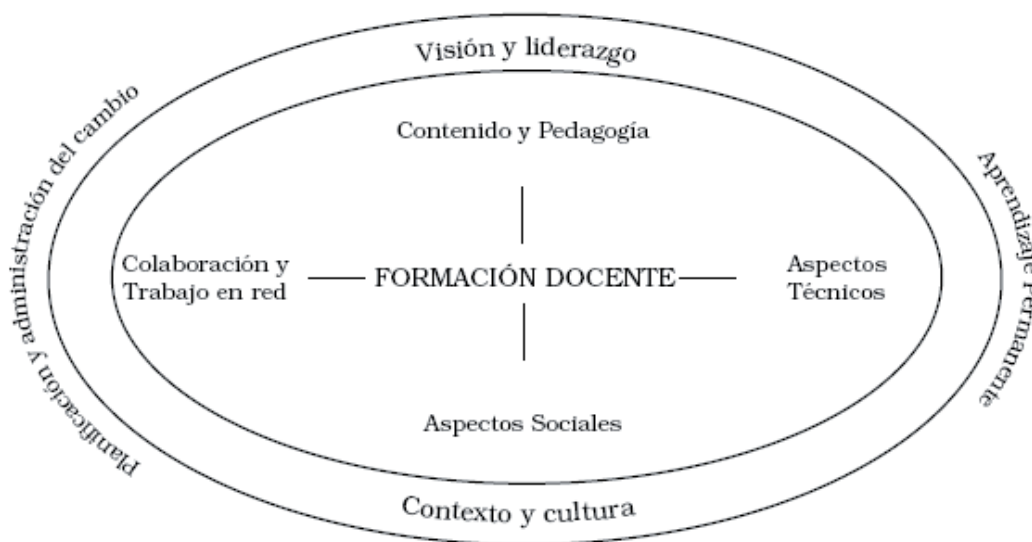 Visión y liderazgo
Contenido y Pedagogía
Planificación y administración del cambio
Aprendizaje Permanente
Colaboración y
Trabajo en red
FORMACIÓN DOCENTE
Aspectos
Técnicos
Aspectos Sociales
Contexto y cultura